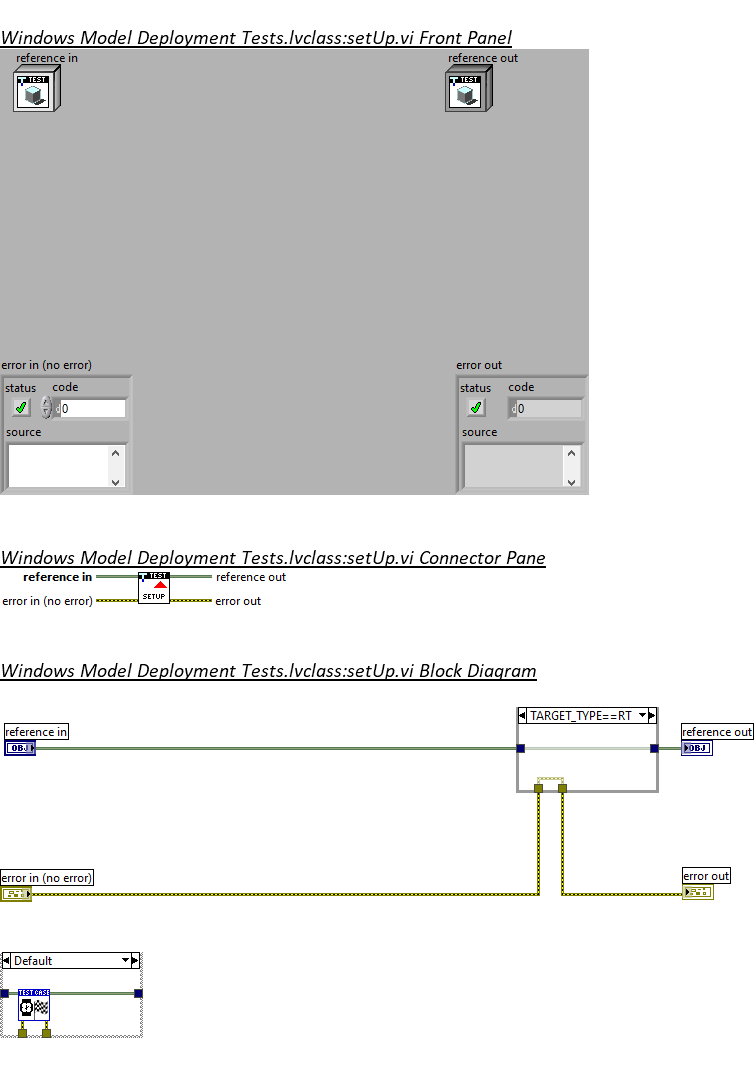 Windows Model Deployment Tests.lvclass:setUp.vi Front Panel
reference in
reference out
TEST
TEST
error in (no error)
error out
status
code
status
code
d
0
d
0
source
source
Windows Model Deployment Tests.lvclass:setUp.vi Connector Pane
reference in
TEST
reference out
error in (no error)
SETUP
error out
Windows Model Deployment Tests.lvclass:setUp.vi Block Diagram
TARGET_TYPE==RT
reference in
reference out
OBJ
OBJ
error in (no error)
error out
Default
TEST CASE